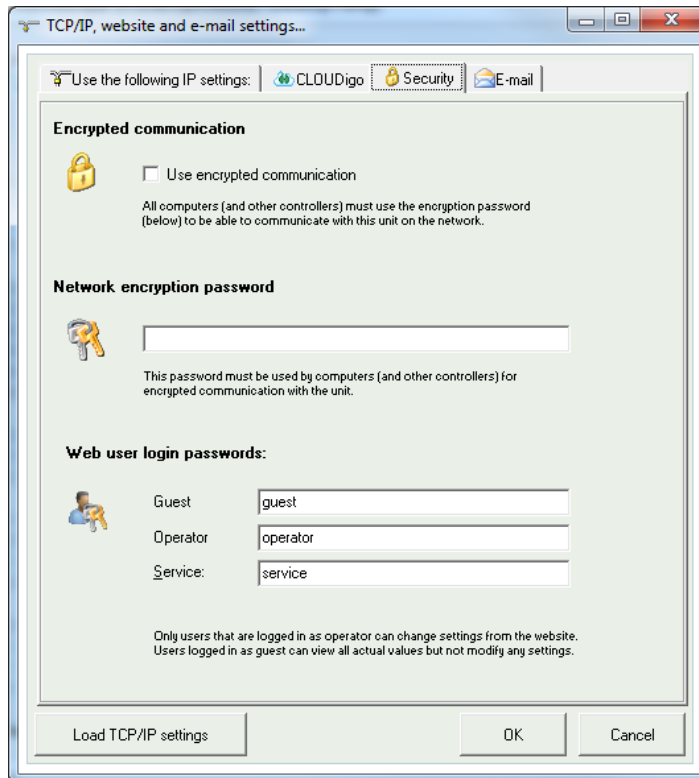 TCP/IP, website and e-mail settings...
Use the following IP settings:
CLOUDigo
Security
E-mail
Encrypted communication
Use encrypted communication
All computers (and other controllers) must use the encryption password
(below) to be able to communicate with this unit on the network.
Network encryption password
This password must be used by computers (and other controllers) for
encrypted communication with the unit.
Web user login passwords:
Guest guest
Operator operator
Service: service
Only users that are logged in as operator can change settings from the website.
Users logged in as guest can view all actual values but not modify any settings.
Load TCP/IP settings
OK
Cancel